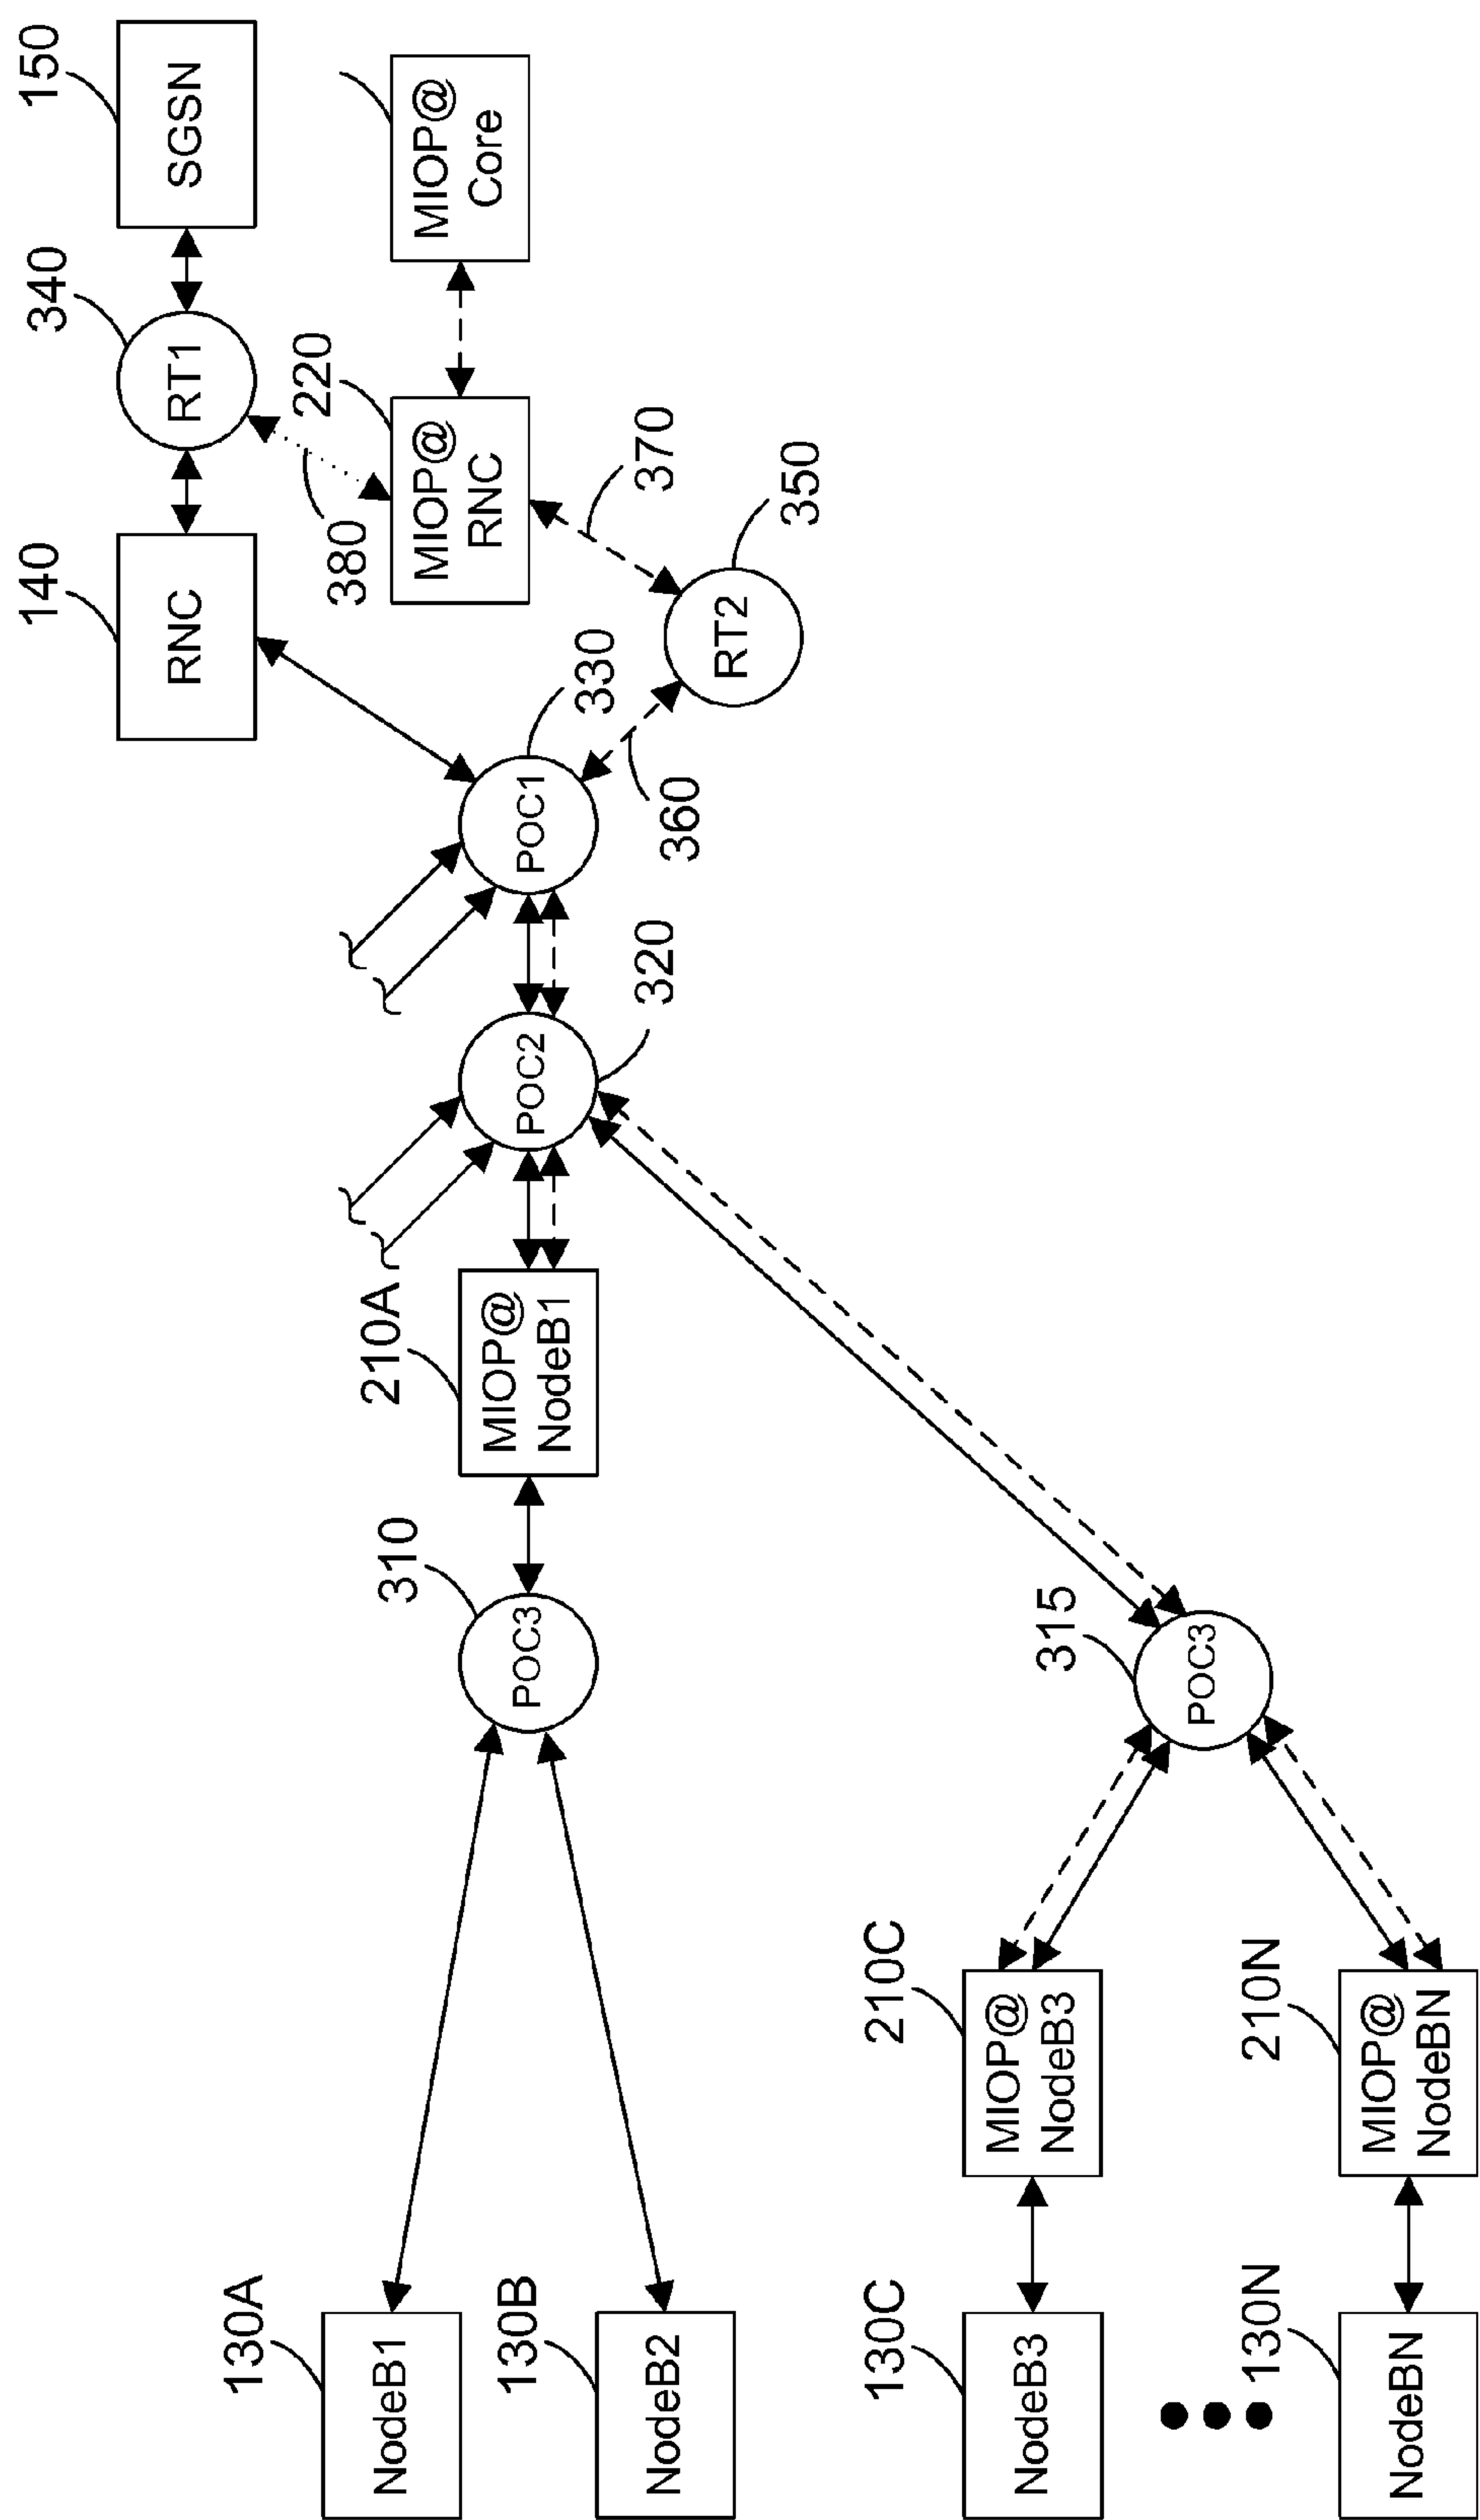 130A
NodeB1
130B
NodeB2
130C
NodeB3
130N
NodeBN
310
POC3
210A
MIOP@
NodeB1
210C
MIOP@
NodeB3
210N
MIOP@
NodeBN
315
POC3
POC2
320
POC1
330
360
RT2
350
370
140
RNC
380
220
MIOP@
RNC
340
RT1
150
SGSN
MIOP@
Core